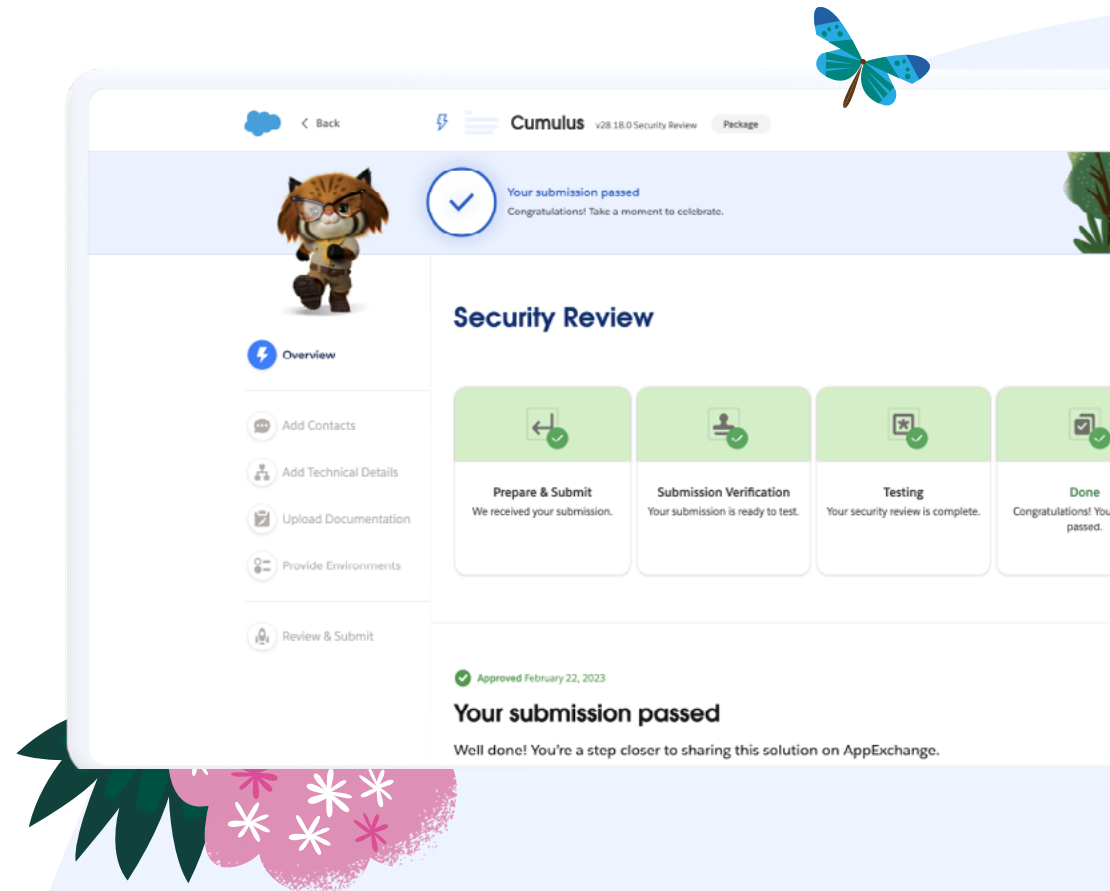 Back
Cumulus v28.18.0 Security Review Package
Your submission passed
Congratulations! Take a moment to celebrate.
Security Review
Overview
Add Contacts
Add Technical Details
Upload Documentation
Provide Environments
Review & Submit
Prepare & Submit
We received your submission.
Submission Verification
Your submission is ready to test.
Testing
Your security review is complete.
Done
Congratulations! You
passed.
Approved February 22, 2023
Your submission passed
Well done! You're a step closer to sharing this solution on AppExchange.